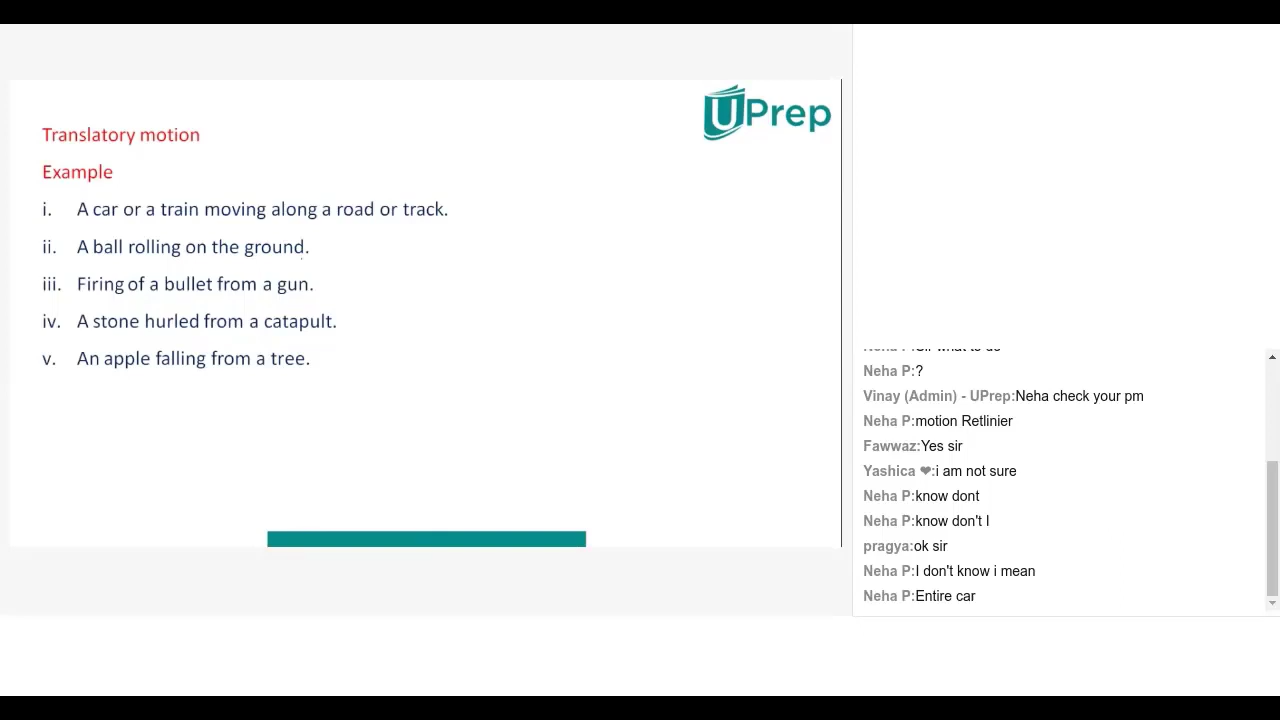 UPrep
Translatory motion
Example
i. A car or a train moving along a road or track.
ii. A ball rolling on the ground.
iii. Firing of a bullet from a gun.
iv. A stone hurled from a catapult.
v. An apple falling from a tree.
Neha P:?
Vinay (Admin) - UPrep:Neha check your pm
Neha P:motion Retlinier
Fawwaz:Yes sir
Yashica ❤:i am not sure
Neha P:know dont
Neha P:know don't I
pragya:ok sir
Neha P:I don't know i mean
Neha P:Entire car